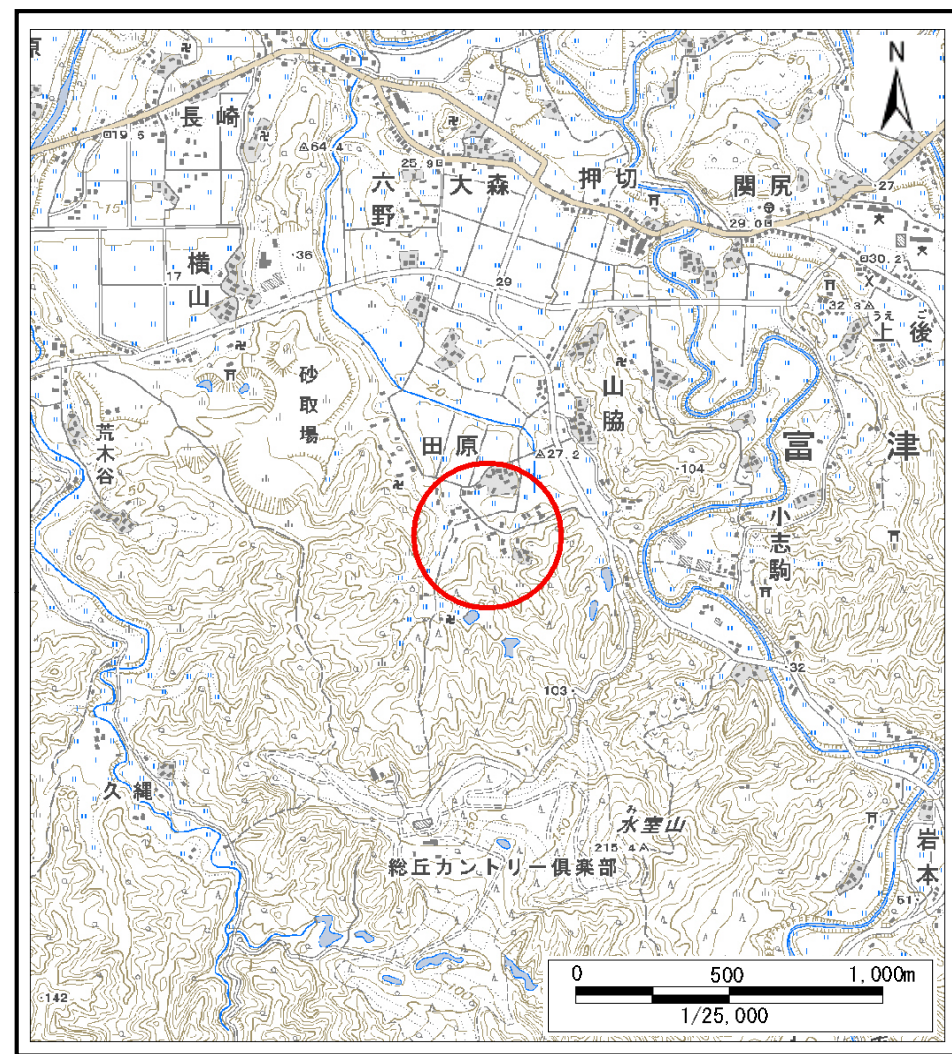 原
N
長崎
19.5
64.4
25.9
六野
大森
押切
関尻
27
29.0
30.2
15
横山
17
36
29
32.3
うえ ご
上後
砂取場
20
山脇
荒木谷
田原
27.2
104
富津
小志駒
32
103
久縄
み
水室山
215.4
岩本
総丘カントリー倶楽部
51
100
142
0 500 1,000m
1/25,000